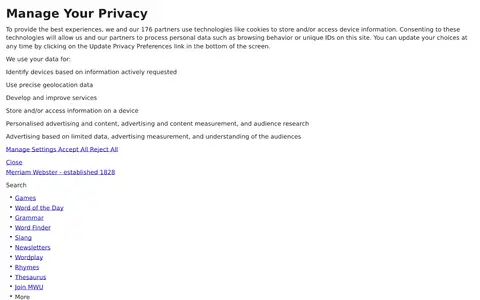 Manage Your Privacy
To provide the best experiences, we and our 176 partners use technologies like cookies to store and/or access device information. Consenting to these
technologies will allow us and our partners to process personal data such as browsing behavior or unique IDs on this site. You can update your choices at
any time by clicking on the Update Privacy Preferences link in the bottom of the screen.
We use your data for:
Identify devices based on information actively requested
Use precise geolocation data
Develop and improve services
Store and/or access information on a device
Personalised advertising and content, advertising and content measurement, and audience research
Advertising based on limited data, advertising measurement, and understanding of the audiences
Manage Settings Accept All Reject All
Close
Merriam Webster - established 1828
Search
• Games
• Word of the Day
• Grammar
• Word Finder
• Slang
• Newsletters
• Wordplay
• Rhymes
• Thesaurus
• Join MWU
• More